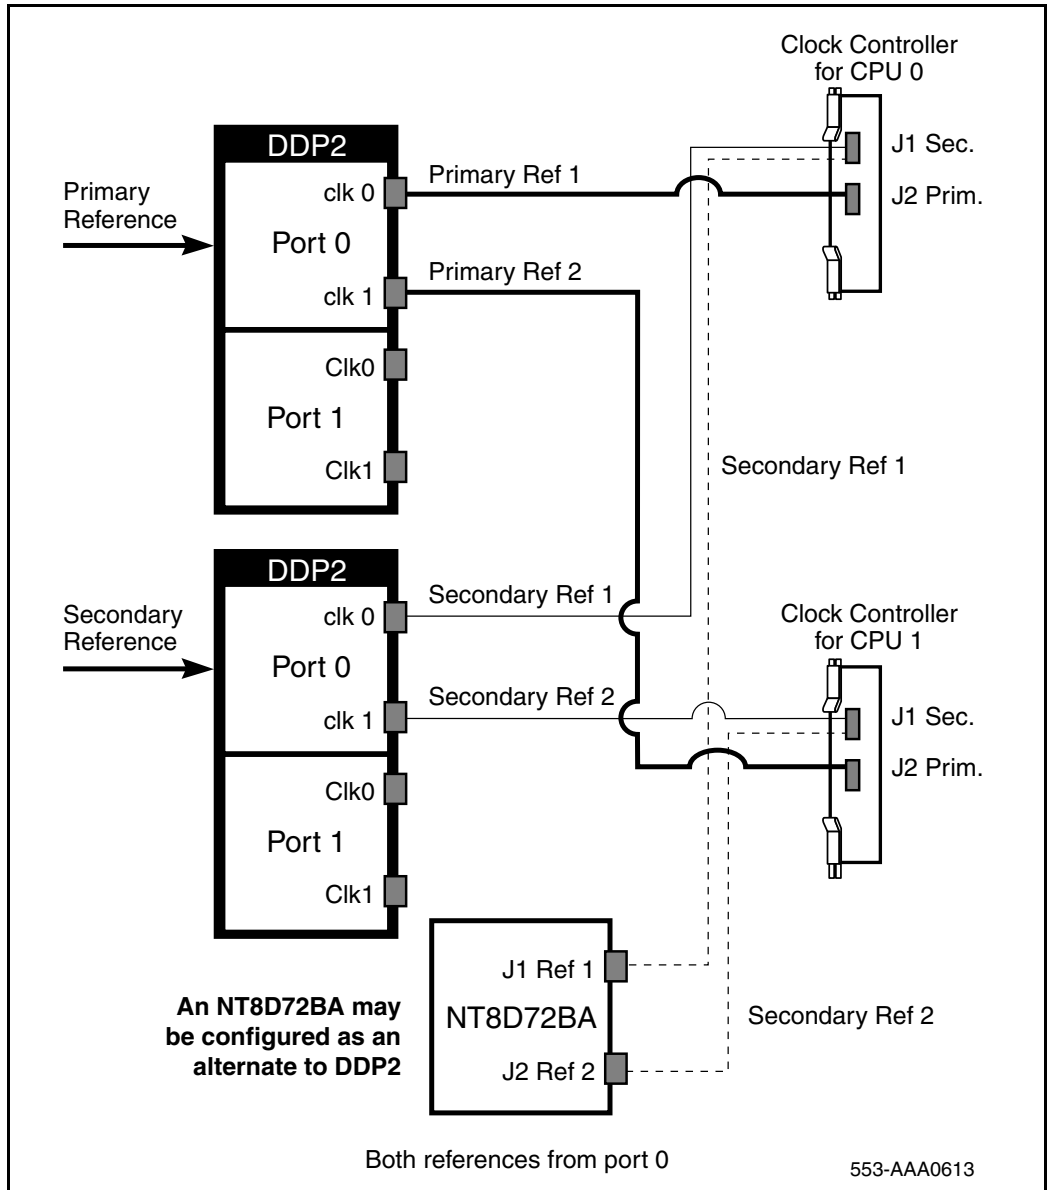 Clock Controller
for CPU 0
DDP2
J1 Sec.
Primary
Reference
clk 0
Primary Ref 1
J2 Prim.
Port 0
clk 1
Primary Ref 2
Clk0
Port 1
Clk1
Secondary Ref 1
DDP2
Secondary
Reference
clk 0
Secondary Ref 1
Clock Controller
for CPU 1
Port 0
clk 1
Secondary Ref 2
J1 Sec.
J2 Prim.
Clk0
Port 1
Clk1
An NT8D72BA may
be configured as an
alternate to DDP2
J1 Ref 1
NT8D72BA
J2 Ref 2
Secondary Ref 2
Both references from port 0
553-AAA0613